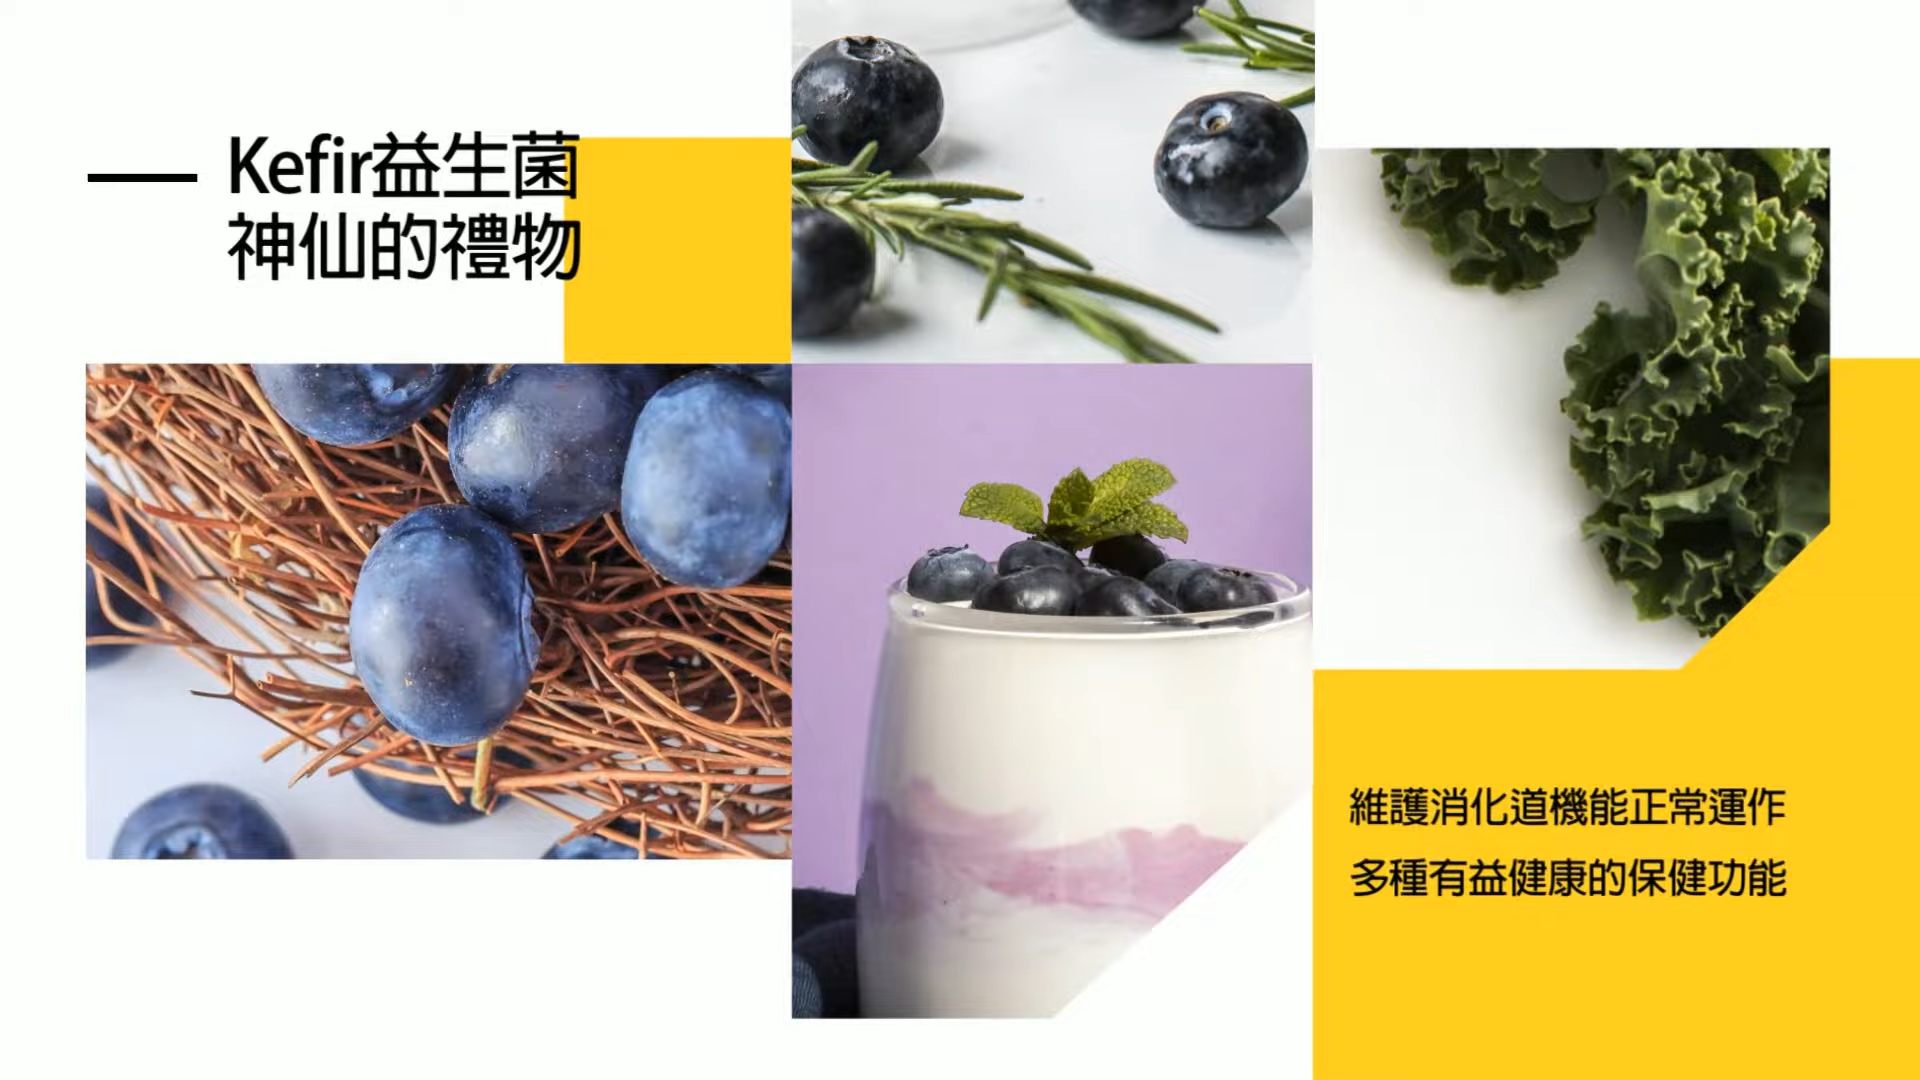 Kefir益生菌
神仙的禮物
維護消化道機能正常運作
多種有益健康的保健功能